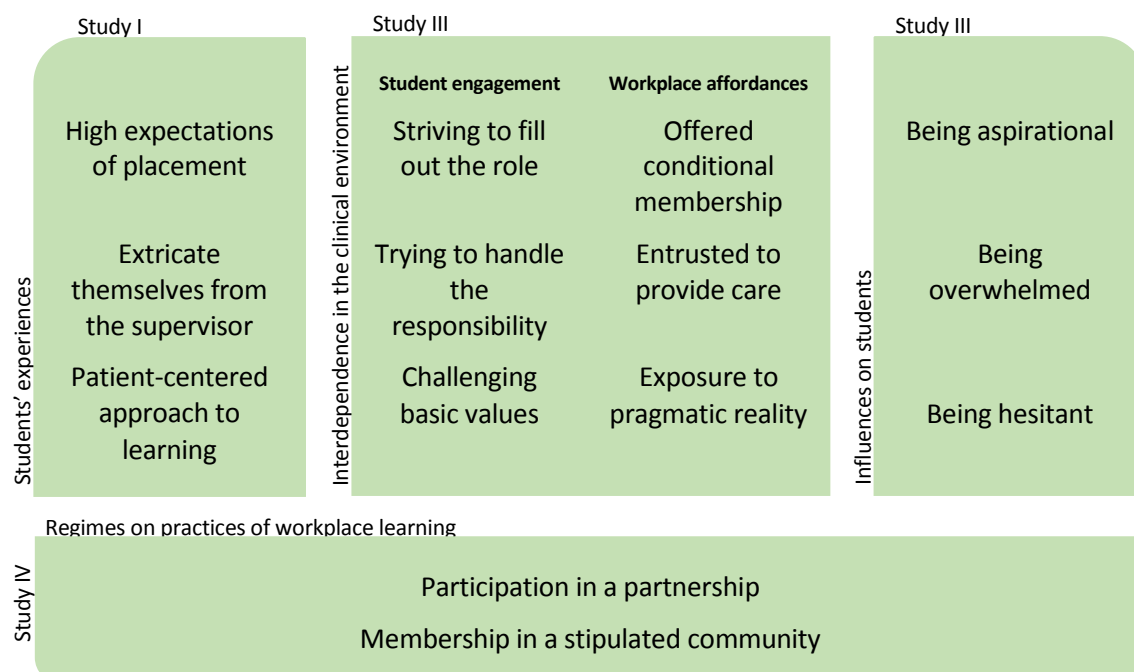 Study I
Students’ experiences
High expectations
of placement
Extricate
themselves from
the supervisor
Patient-centered
approach to
learning
Study III
Interdependence in the clinical environment
Student engagement
Striving to fill
out the role
Trying to handle
the
responsibility
Challenging
basic values
Workplace affordances
Offered
conditional
membership
Entrusted to
provide care
Exposure to
pragmatic reality
Study III
Influences on students
Being aspirational
Being
overwhelmed
Being hesitant
Regimes on practices of workplace learning
Study IV
Participation in a partnership
Membership in a stipulated community